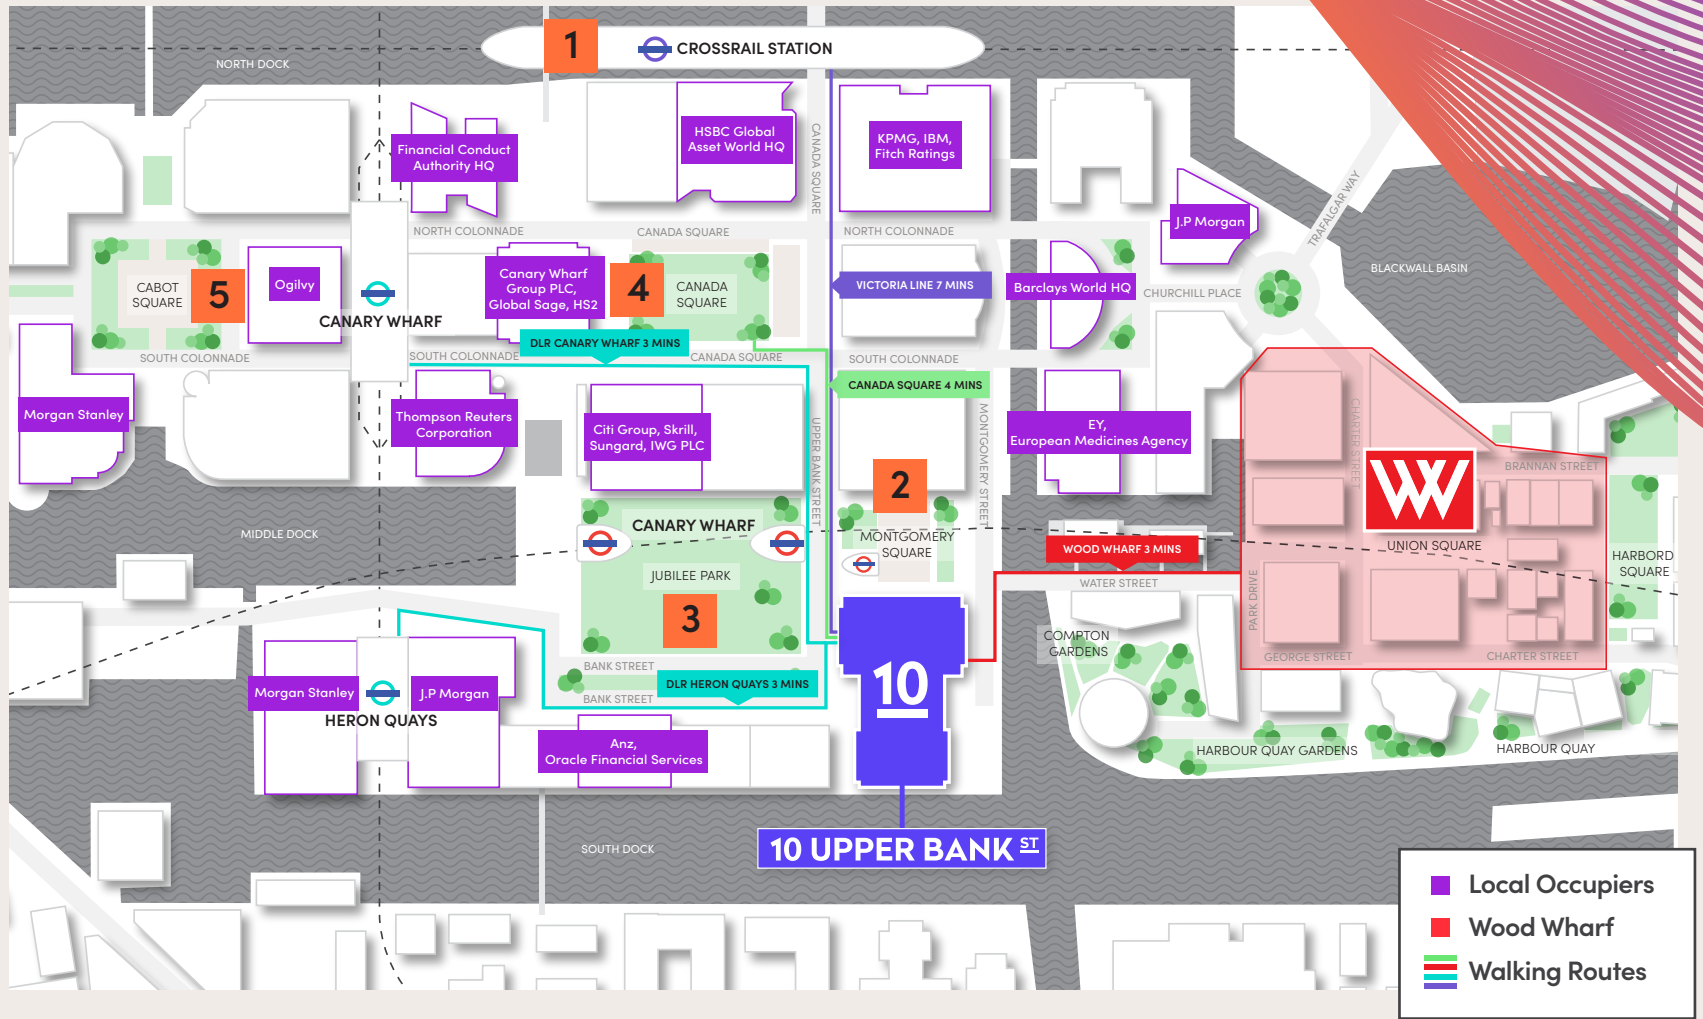 1
CROSSRAIL STATION
NORTH DOCK
Financial Conduct
Authority HQ
HSBC Global
Asset World HQ
CANADA SQUARE
KPMG, IBM,
Fitch Ratings
J.P Morgan
TRAFALGAR WAY
BLACKWALL BASIN
NORTH COLONNADE
CANADA SQUARE
NORTH COLONNADE
CABOT
SQUARE
5
Ogilvy
CANARY WHARF
Canary Wharf
Group PLC,
Global Sage, HS2
4
CANADA
SQUARE
VICTORIA LINE 7 MINS
Barclays World HQ
CHURCHILL PLACE
SOUTH COLONNADE
SOUTH COLONNADE
DLR CANARY WHARF 3 MINS
CANADA SQUARE
SOUTH COLONNADE
CANADA SQUARE 4 MINS
Morgan Stanley
Thompson Reuters
Corporation
Citi Group, Skrill,
Sungard, IWG PLC
UPPER BANK STREET
MONTGOMERY STREET
EY,
European Medicines Agency
CHARTER STREET
BRANNAN STREET
W
UNION SQUARE
2
MONTGOMERY
SQUARE
MIDDLE DOCK
CANARY WHARF
JUBILEE PARK
3
WOOD WHARF 3 MINS
WATER STREET
PARK DRIVE
HARBORD
SQUARE
GEORGE STREET
CHARTER STREET
COMPTON
GARDENS
BANK STREET
BANK STREET
DLR HERON QUAYS 3 MINS
Morgan Stanley
J.P Morgan
HERON QUAYS
10
Anz,
Oracle Financial Services
HARBOUR QUAY GARDENS
HARBOUR QUAY
SOUTH DOCK
10 UPPER BANK ST
Local Occupiers
Wood Wharf
Walking Routes